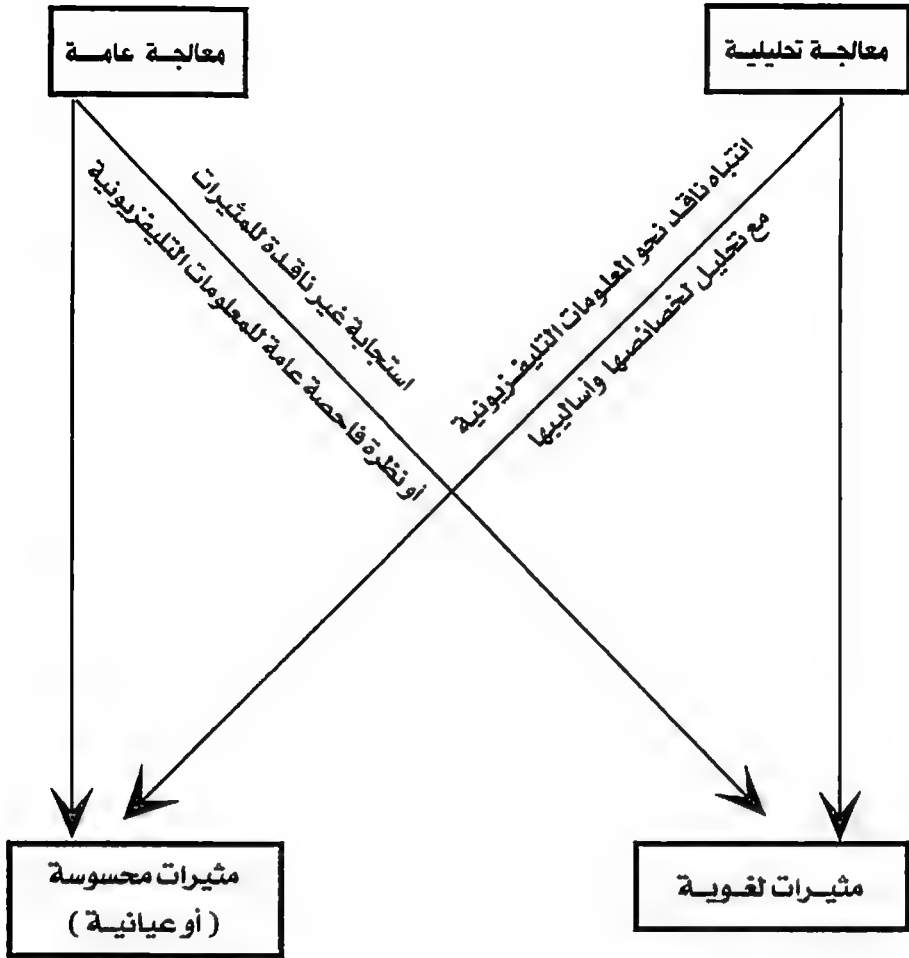 معالجة تحليلية
معالجة عامة
انتباه ناقد نحو المعلومات التليفزيونية
مع تحليل لخصائصها وأساليبها
استجابة غير ناقدة للمثيرات
أو نظرة فاحصة عامة للمعلومات التليفزيونية
مثيرات لغوية
مثيرات محسوسة
( أو عيانية )